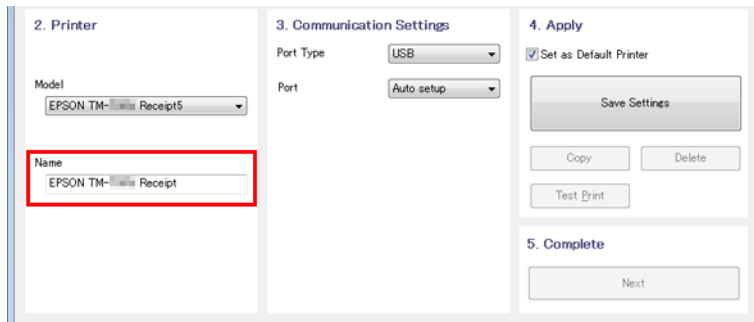 2. Printer
Model
EPSON TM- Receipt5
Name
EPSON TM- Receipt
3. Communication Settings
Port Type
USB
Port
Auto setup
4. Apply
Set as Default Printer
Save Settings
Copy
Delete
Test Print
5. Complete
Next